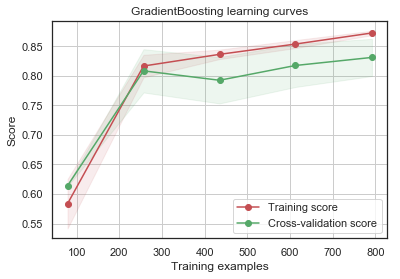 GradientBoosting learning curves
Score
0.85
0.80
0.75
0.70
0.65
0.60
0.55
Training score
Cross-validation score
100 200 300 400 500 600 700 800
Training examples